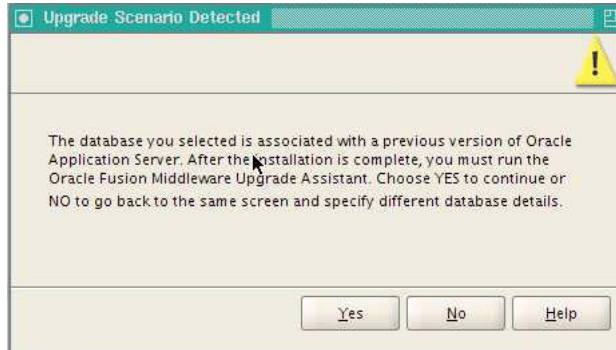 Upgrade Scenario Detected
The database you selected is associated with a previous version of Oracle
Application Server. After the installation is complete, you must run the
Oracle Fusion Middleware Upgrade Assistant. Choose YES to continue or
NO to go back to the same screen and specify different database details.
Yes No Help